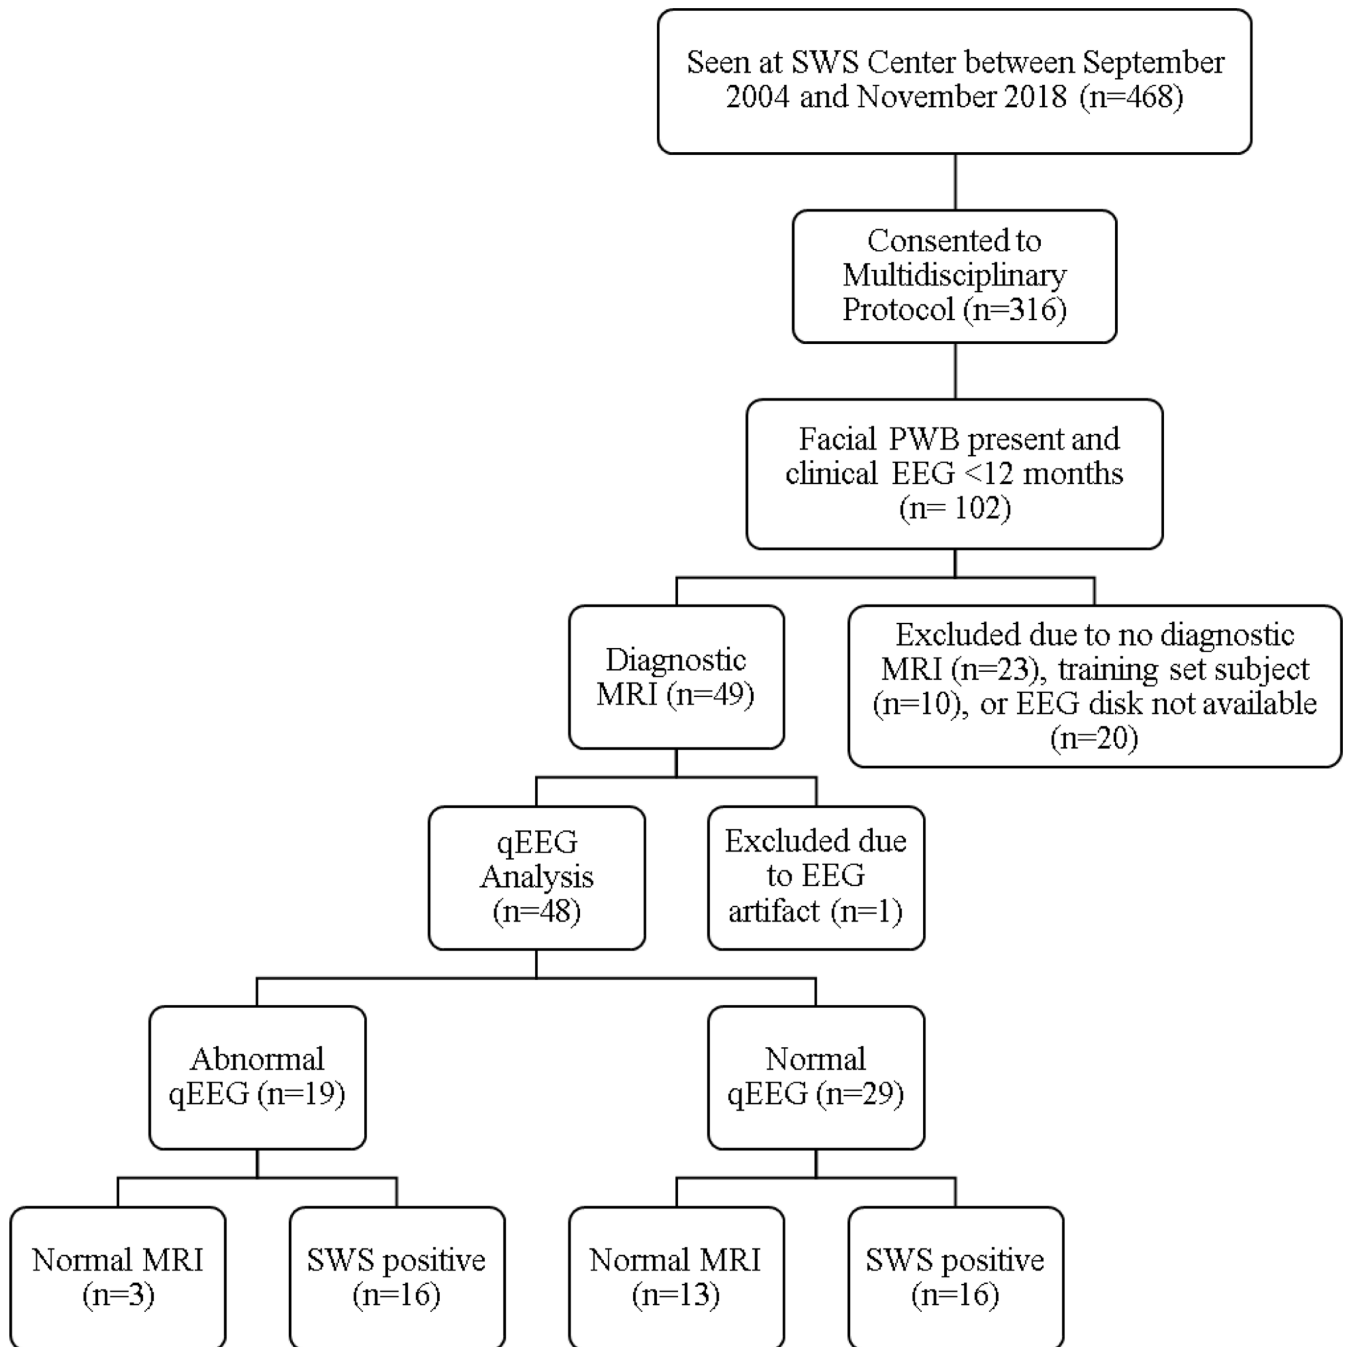 Seen at SWS Center between September
2004 and November 2018 (n=468)
Consented to
Multidisciplinary
Protocol (n=316)
Facial PWB present and
clinical EEG <12 months
(n= 102)
Diagnostic
MRI (n=49)
Excluded due to no diagnostic
MRI (n=23), training set subject
(n=10), or EEG disk not available
(n=20)
qEEG
Analysis
(n=48)
Excluded due
to EEG
artifact (n=1)
Abnormal
qEEG (n=19)
Normal
qEEG (n=29)
Normal MRI
(n=3)
SWS positive
(n=16)
Normal MRI
(n=13)
SWS positive
(n=16)